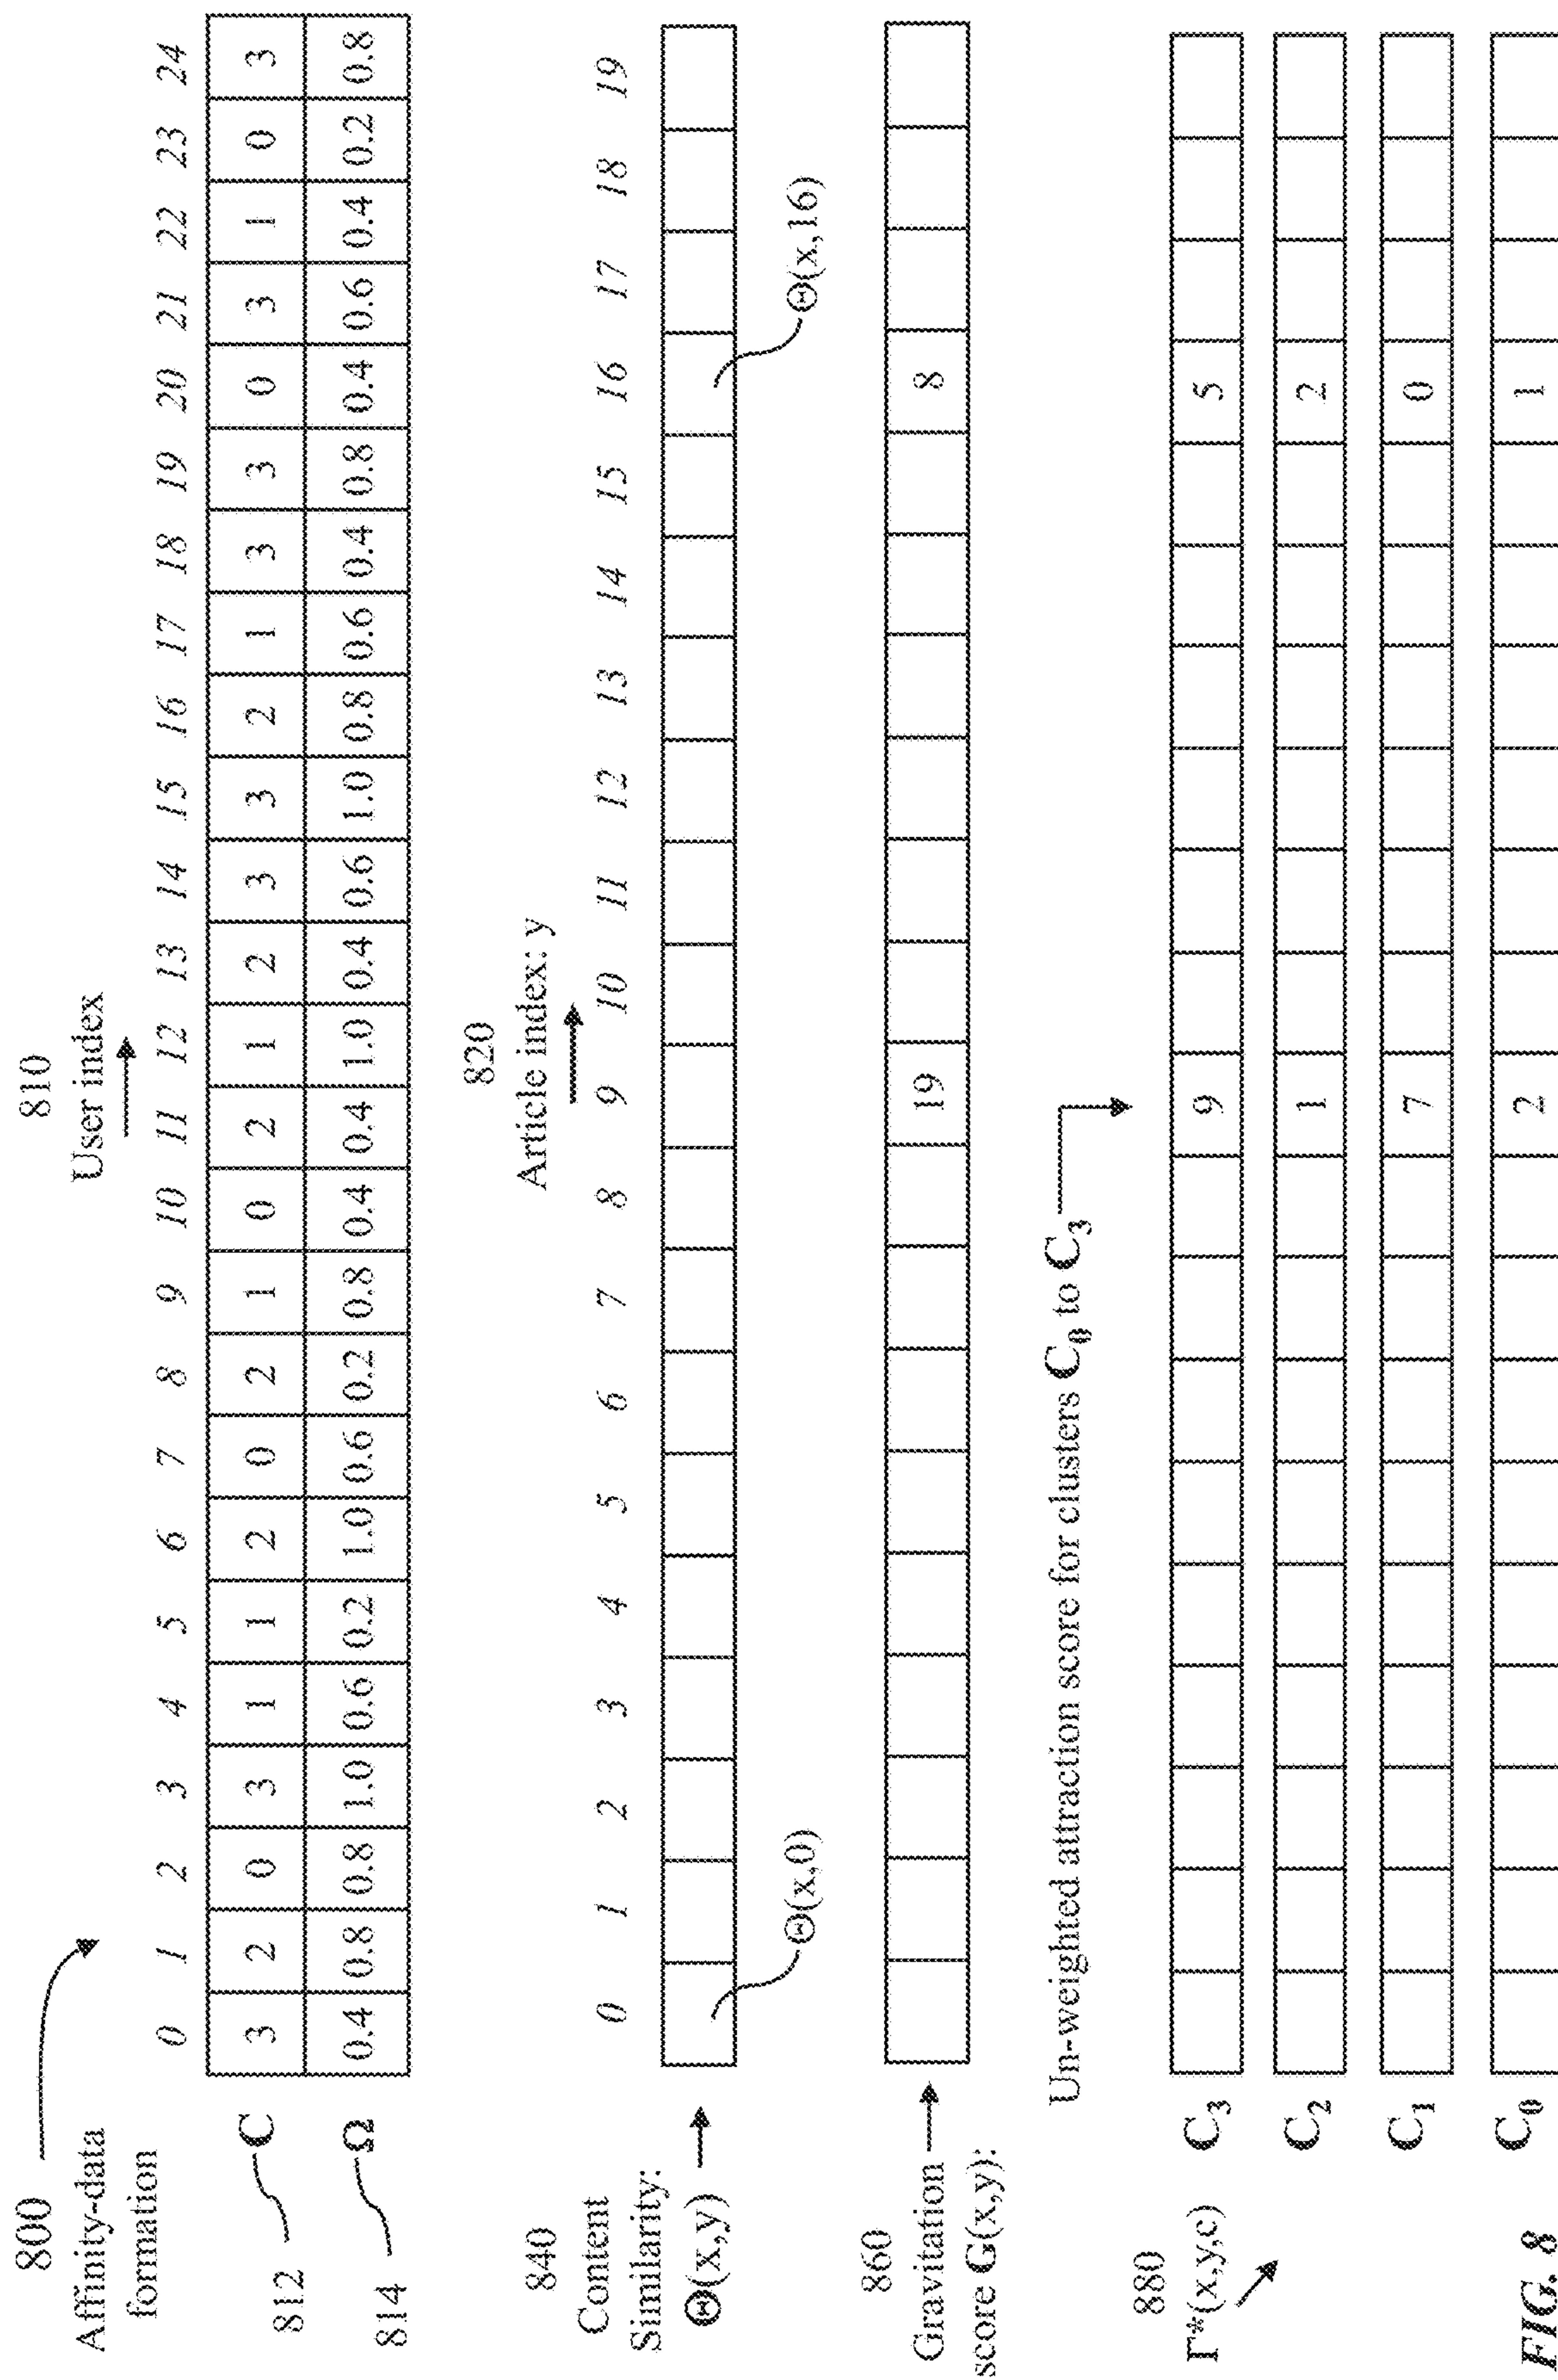 800
Affinity-data
formation
810
User index
0 1 2 3 4 5 6 7 8 9 10 11 12 13 14 15 16 17 18 19 20 21 22 23 24
812 C 3 2 0 3 1 1 2 0 2 1 0 2 1 2 3 3 2 1 3 3 0 3 1 0 3
814 Ω 0.4 0.8 0.8 1.0 0.6 0.2 1.0 0.6 0.2 0.8 0.4 0.4 1.0 0.4 0.6 1.0 0.8 0.6 0.4 0.8 0.4 0.6 0.4 0.2 0.8
820
Article index: y
0 1 2 3 4 5 6 7 8 9 10 11 12 13 14 15 16 17 18 19
840
Content
Similarity:
Θ(x,y)
Θ(x,0) Θ(x,16)
860
Gravitation
score G(x,y): 19 8
Un-weighted attraction score for clusters C₀ to C₃
880
Γ*(x,y,c)
C₃ 9 5
C₂ 1 2
C₁ 7 0
C₀ 2 1
FIG. 8